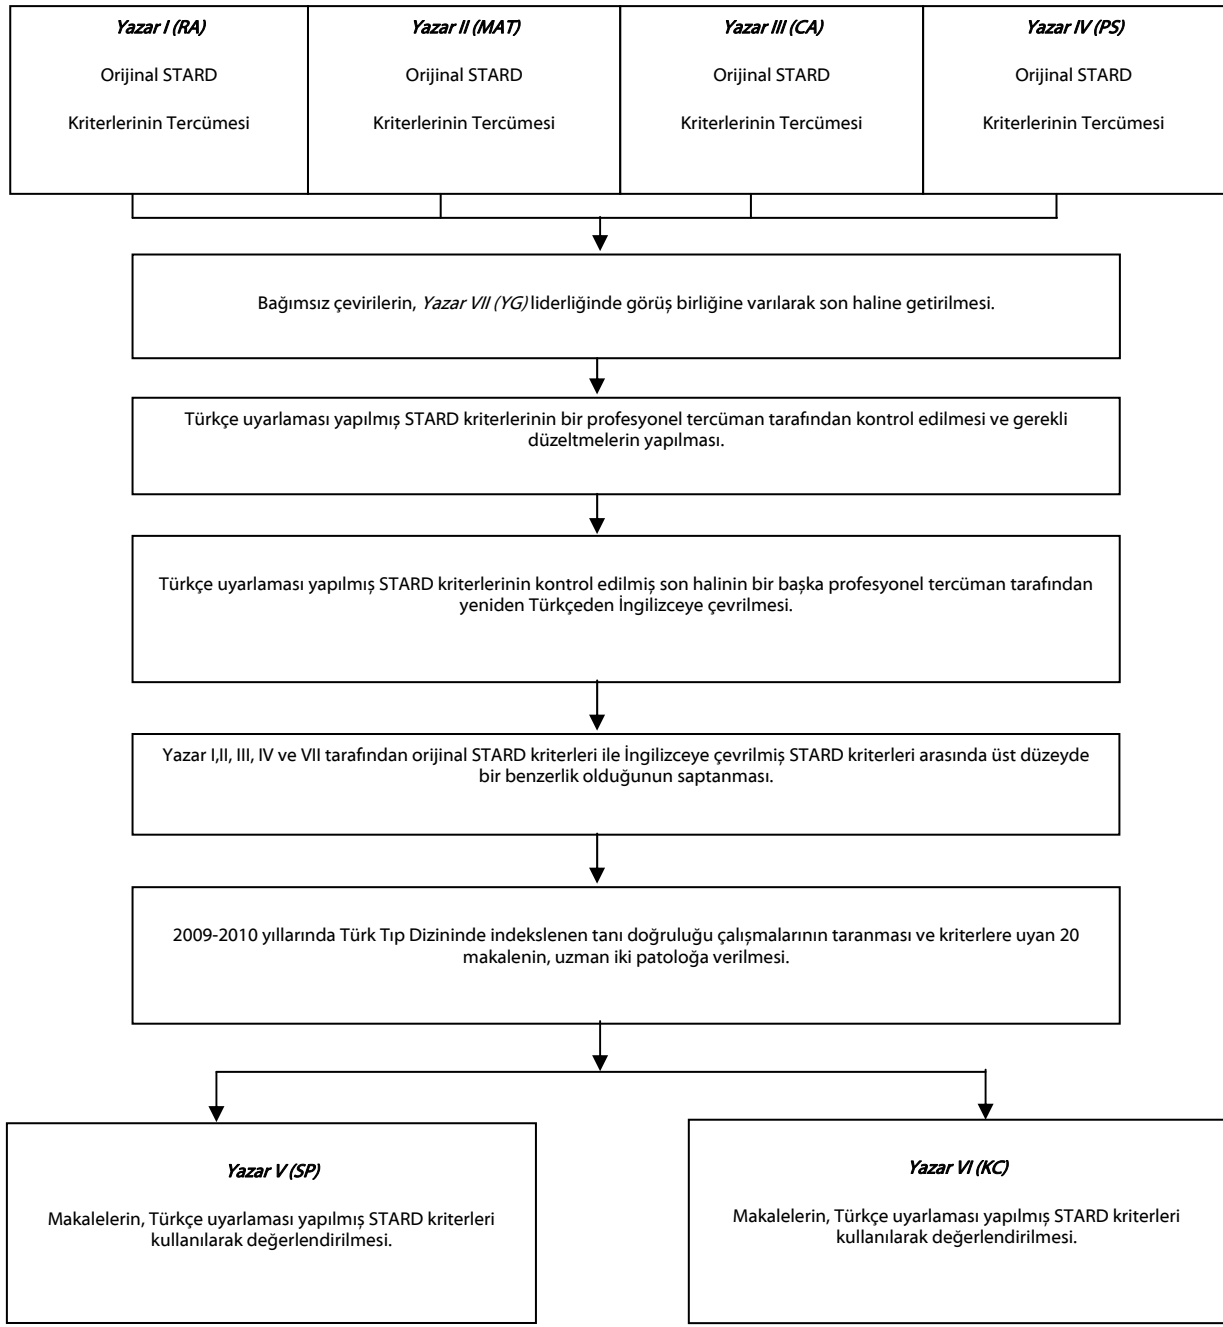 Yazar I (RA)
Orijinal STARD
Kriterlerinin Tercümesi
Yazar II (MAT)
Orijinal STARD
Kriterlerinin Tercümesi
Yazar III (CA)
Orijinal STARD
Kriterlerinin Tercümesi
Yazar IV (PS)
Orijinal STARD
Kriterlerinin Tercümesi
Bağımsız çevirilerin, Yazar VII (YG) liderliğinde görüş birliğine varılarak son haline getirilmesi.
Türkçe uyarlaması yapılmış STARD kriterlerinin bir profesyonel tercüman tarafından kontrol edilmesi ve gerekli
düzeltmelerin yapılması.
Türkçe uyarlaması yapılmış STARD kriterlerinin kontrol edilmiş son halinin bir başka profesyonel tercüman tarafından
yeniden Türkçeden İngilizceye çevrilmesi.
Yazar I,II, III, IV ve VII tarafından orijinal STARD kriterleri ile İngilizceye çevrilmiş STARD kriterleri arasında üst düzeyde
bir benzerlik olduğunun saptanması.
2009-2010 yıllarında Türk Tıp Dizininde indekslenen tanı doğruluğu çalışmalarının taranması ve kriterlere uyan 20
makalenin, uzman iki patoloğa verilmesi.
Yazar V (SP)
Makalelerin, Türkçe uyarlaması yapılmış STARD kriterleri
kullanılarak değerlendirilmesi.
Yazar VI (KC)
Makalelerin, Türkçe uyarlaması yapılmış STARD kriterleri
kullanılarak değerlendirilmesi.